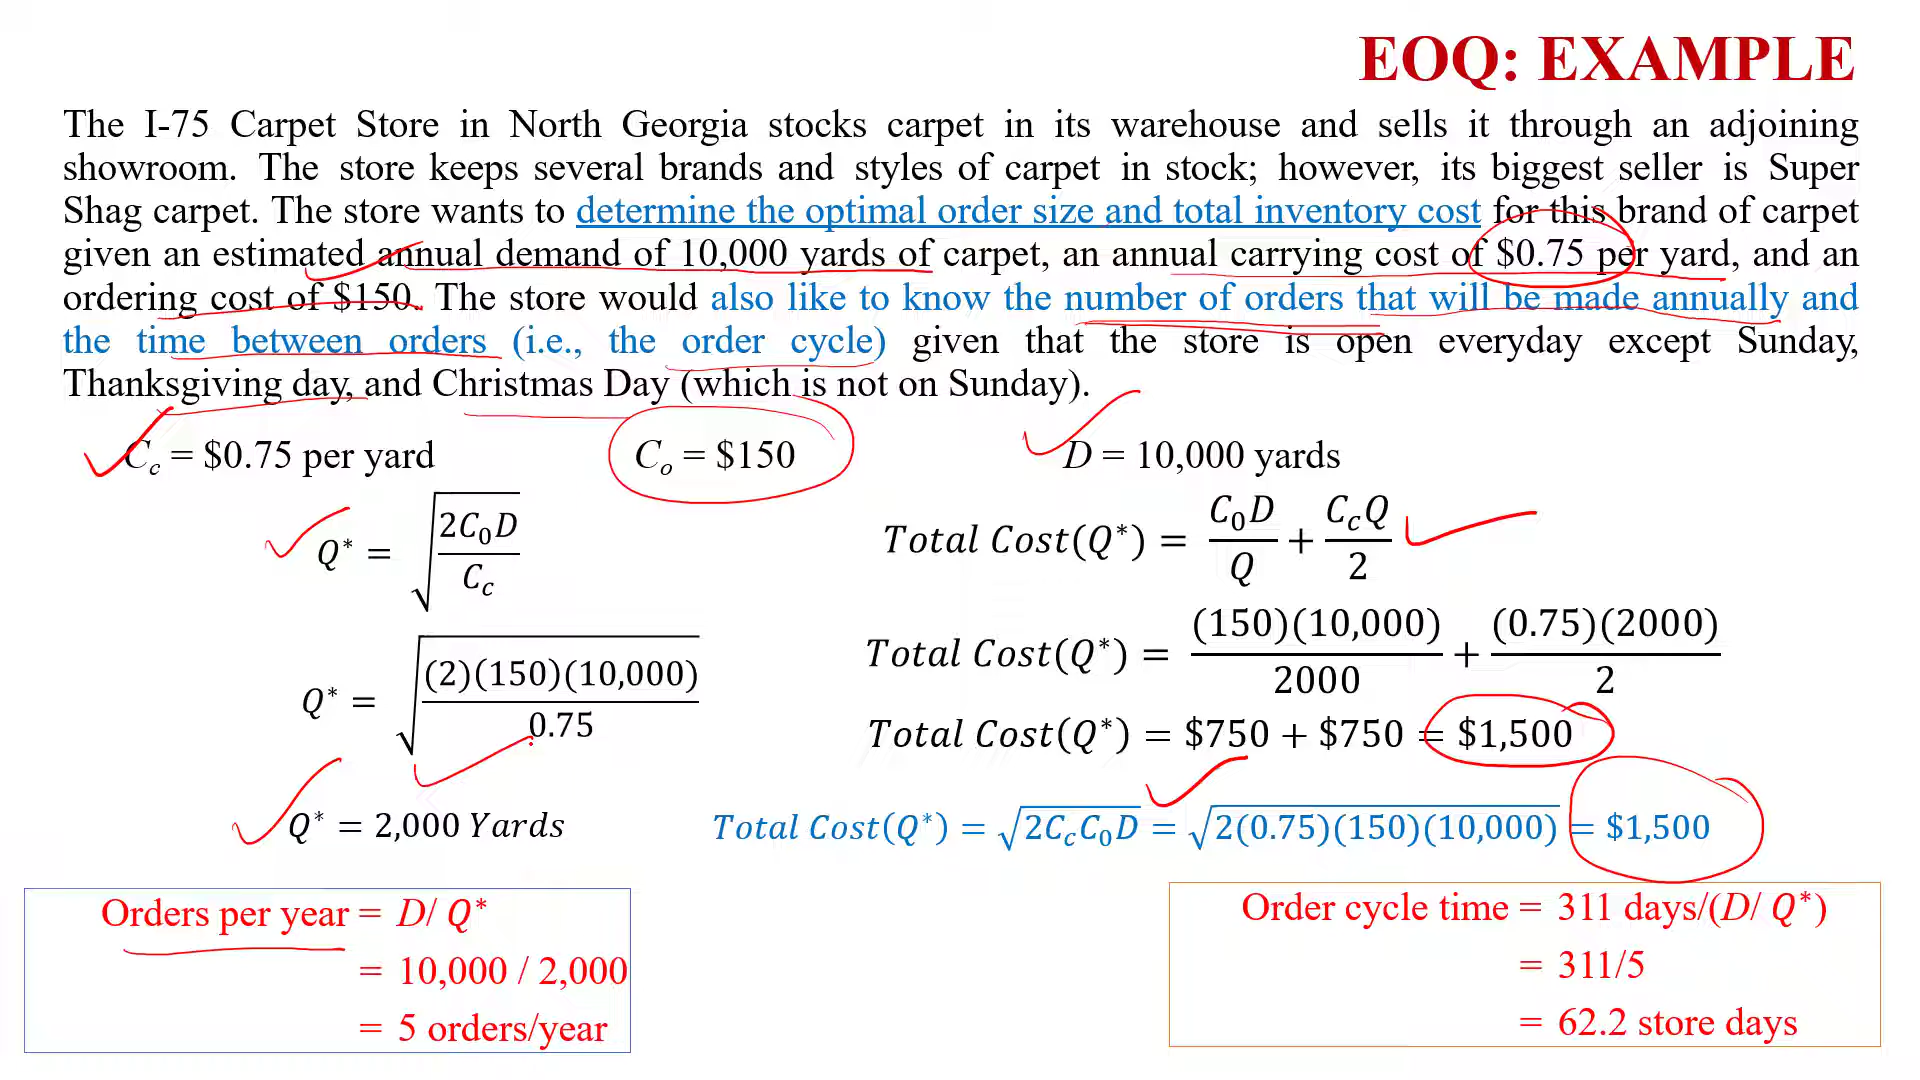 EOQ: EXAMPLE
The I-75 Carpet Store in North Georgia stocks carpet in its warehouse and sells it through an adjoining
showroom. The store keeps several brands and styles of carpet in stock; however, its biggest seller is Super
Shag carpet. The store wants to determine the optimal order size and total inventory cost for this brand of carpet
given an estimated annual demand of 10,000 yards of carpet, an annual carrying cost of $0.75 per yard, and an
ordering cost of $150. The store would also like to know the number of orders that will be made annually and
the time between orders (i.e., the order cycle) given that the store is open everyday except Sunday,
Thanksgiving day, and Christmas Day (which is not on Sunday).
C_c = $0.75 per yard C_o = $150 D = 10,000 yards
Q* = √(2C₀D / C_c)
Total Cost(Q*) = C₀D/Q + C_cQ/2
Q* = √((2)(150)(10,000) / 0.75)
Total Cost(Q*) = (150)(10,000)/2000 + (0.75)(2000)/2
Total Cost(Q*) = $750 + $750 = $1,500
Q* = 2,000 Yards
Total Cost(Q*) = √(2C_cC₀D) = √(2(0.75)(150)(10,000)) = $1,500
Orders per year = D/ Q*
= 10,000 / 2,000
= 5 orders/year
Order cycle time = 311 days/(D/ Q*)
= 311/5
= 62.2 store days